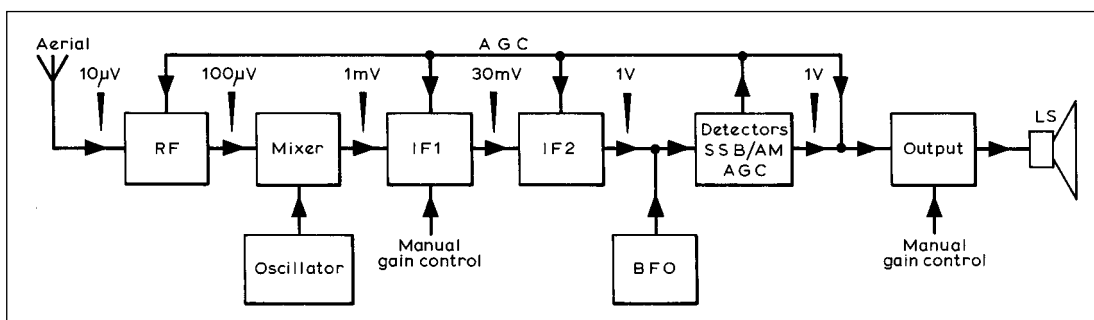 Aerial
AGC
10µV
100µV
1mV
30mV
1V
1V
LS
RF
Mixer
IF1
IF2
Detectors
SSB/AM
AGC
Output
Oscillator
Manual
gain control
BFO
Manual
gain control